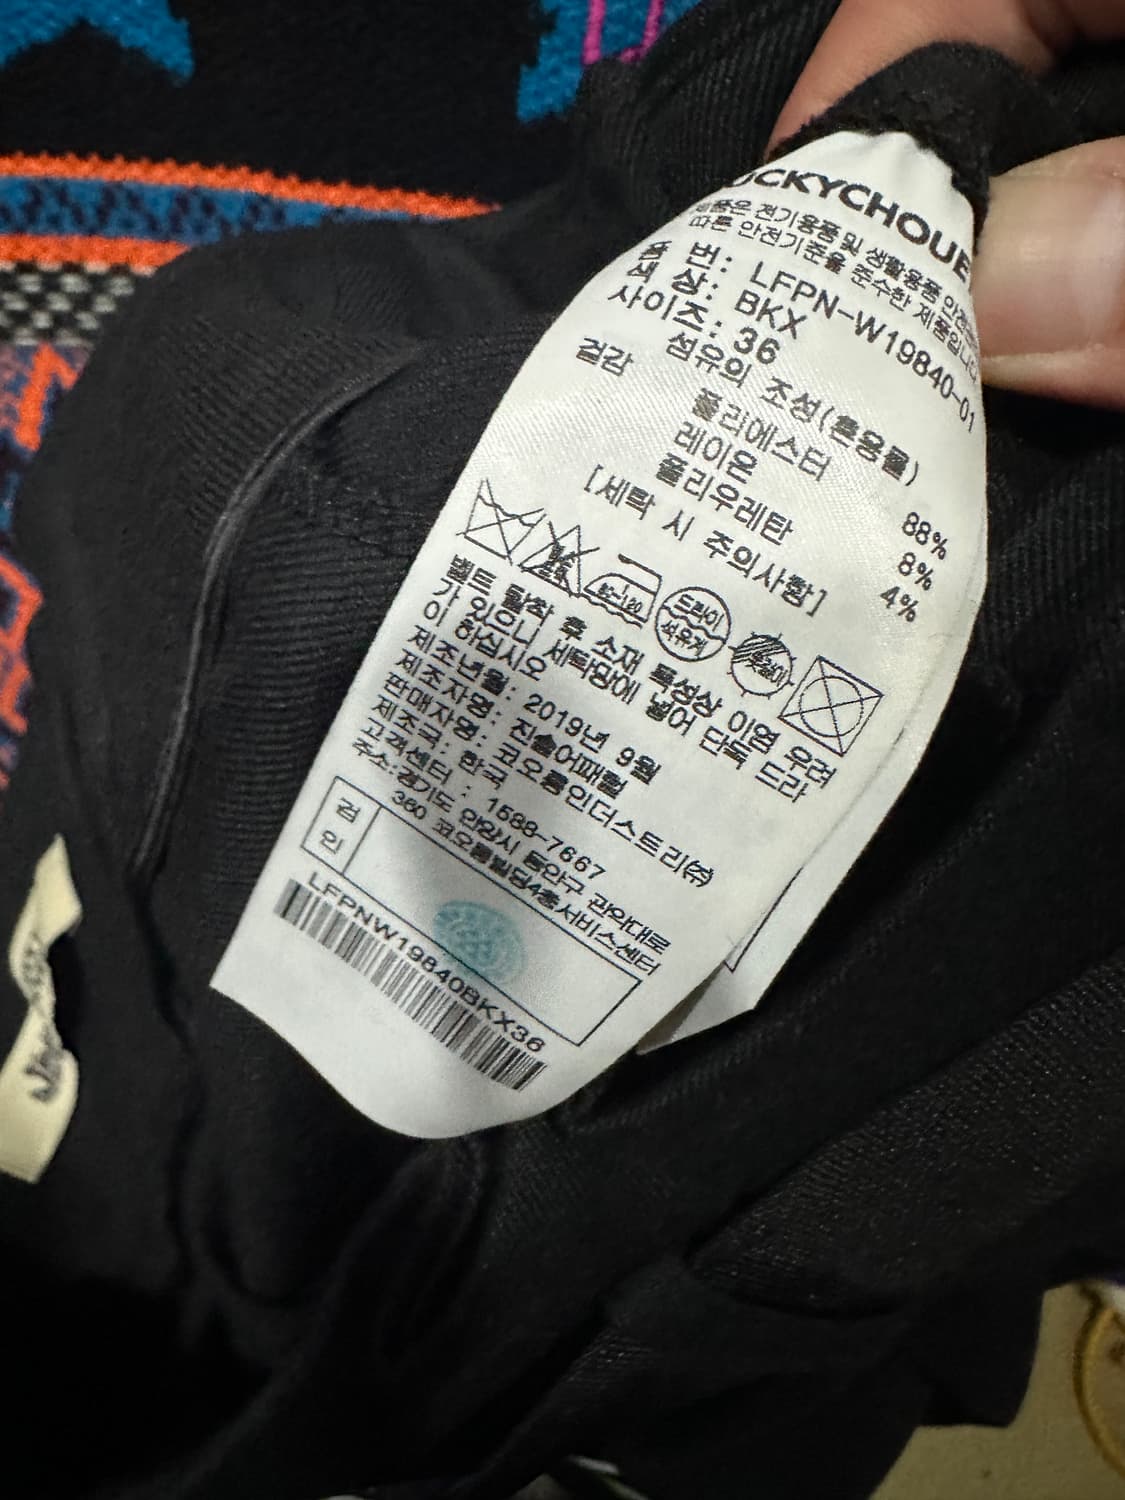 UCKYCHOUE
제품은 전기용품 및 생활용품 안전
따른 안전기준을 준수한 제품입니다
품 번: LFPN-W19840-01
색 상: BKX
사이즈: 36
섬유의 조성(혼용률)
겉감
폴리에스터 88%
레이온 8%
폴리우레탄 4%
[세탁 시 주의사항]
80~120
드라이
석유계
옷걸이
벨트 탈착 후 소재 특성상 이염 우려
가 있으니 세탁망에 넣어 단독 드라
이 하십시오
제조년월: 2019년 9월
제조자명: 진솔어패럴
판매자명: 코오롱인더스트리(주)
제조국: 한국
고객센터 : 1588-7667
주소:경기도 안양시 동안구 관악대로
360 코오롱빌딩4층서비스센터
검
인
LFPNW19840BKX36